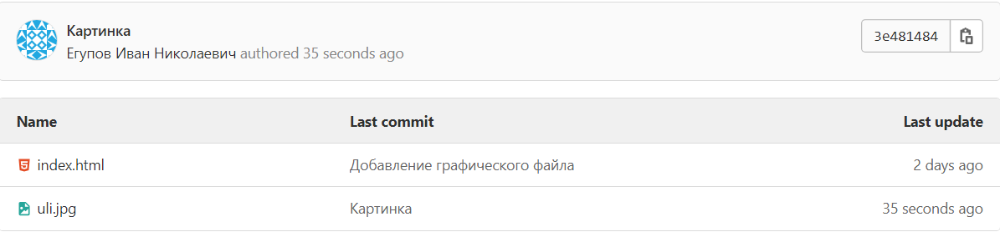 Картинка
Егупов Иван Николаевич authored 35 seconds ago
3e481484
Name Last commit Last update
index.html Добавление графического файла 2 days ago
uli.jpg Картинка 35 seconds ago